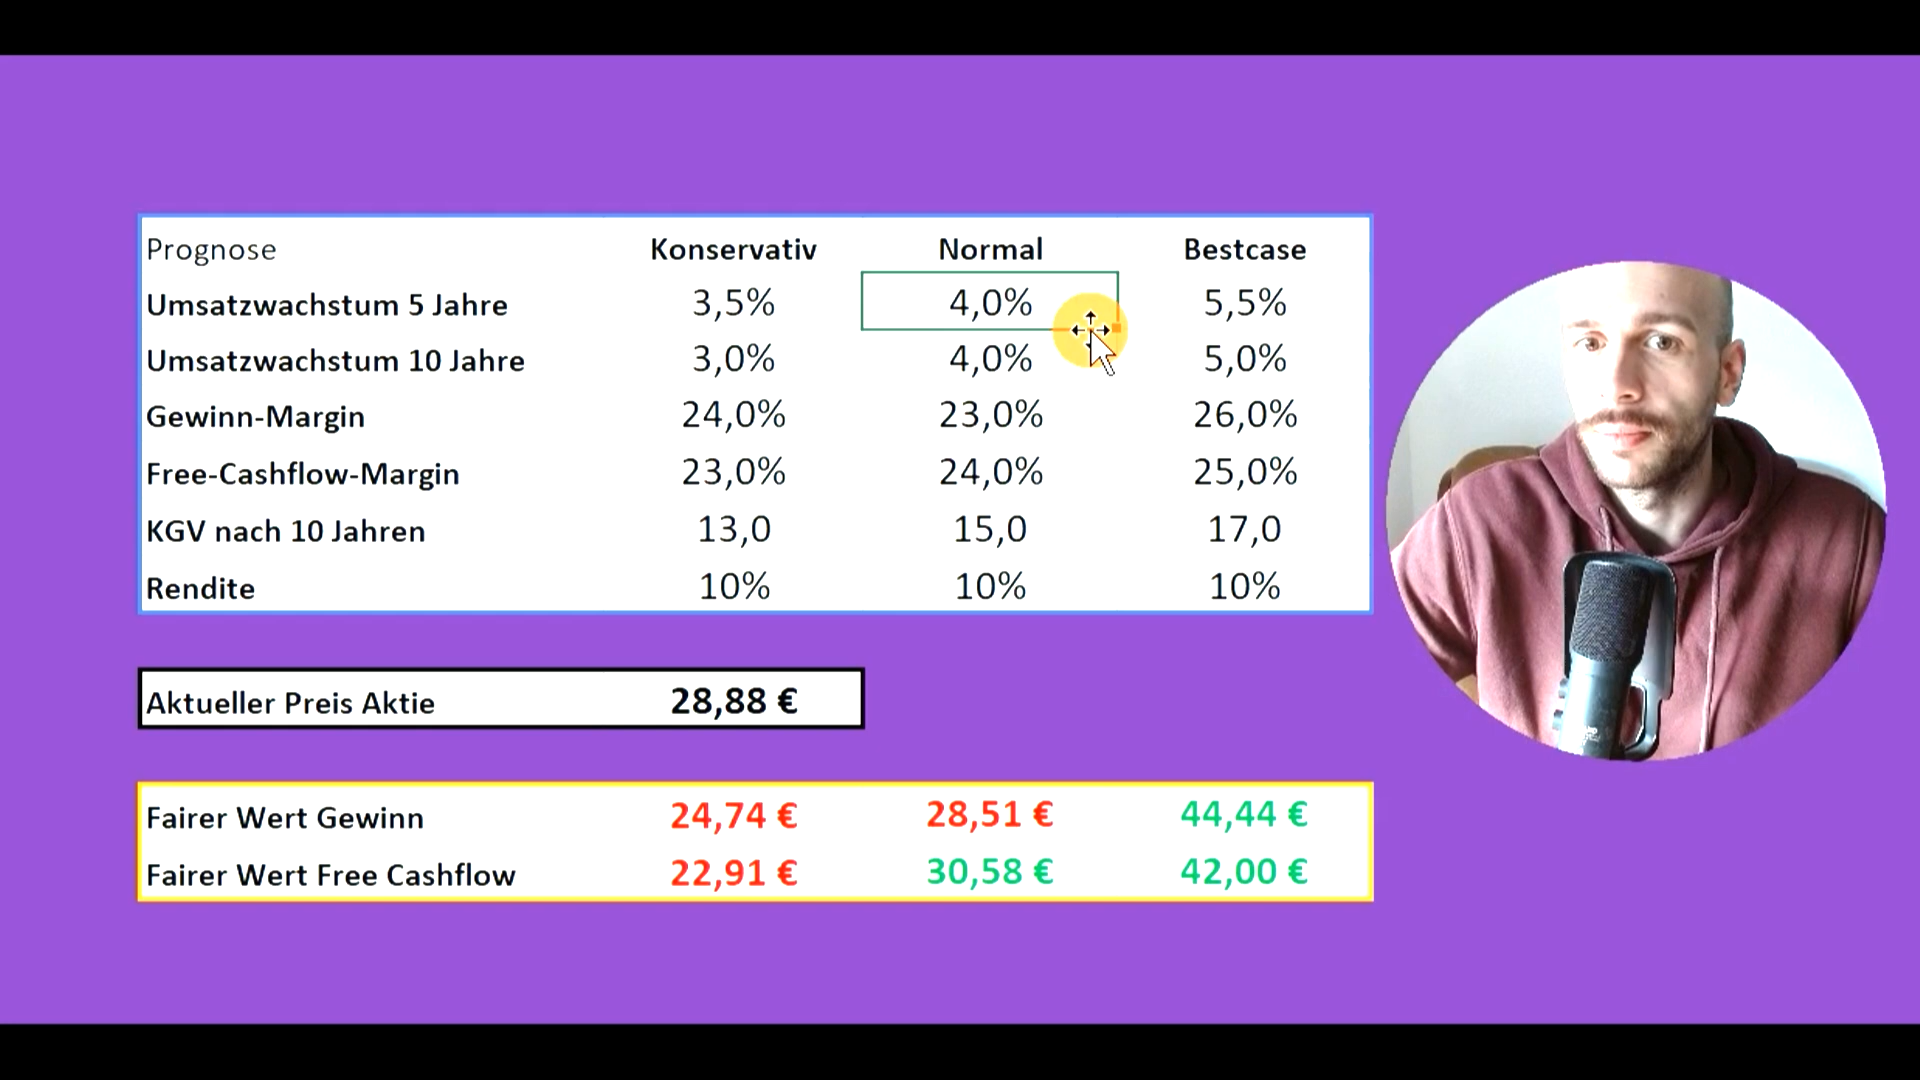 Prognose Konservativ Normal Bestcase
Umsatzwachstum 5 Jahre 3,5% 4,0% 5,5%
Umsatzwachstum 10 Jahre 3,0% 4,0% 5,0%
Gewinn-Margin 24,0% 23,0% 26,0%
Free-Cashflow-Margin 23,0% 24,0% 25,0%
KGV nach 10 Jahren 13,0 15,0 17,0
Rendite 10% 10% 10%
Aktueller Preis Aktie 28,88 €
Fairer Wert Gewinn 24,74 € 28,51 € 44,44 €
Fairer Wert Free Cashflow 22,91 € 30,58 € 42,00 €